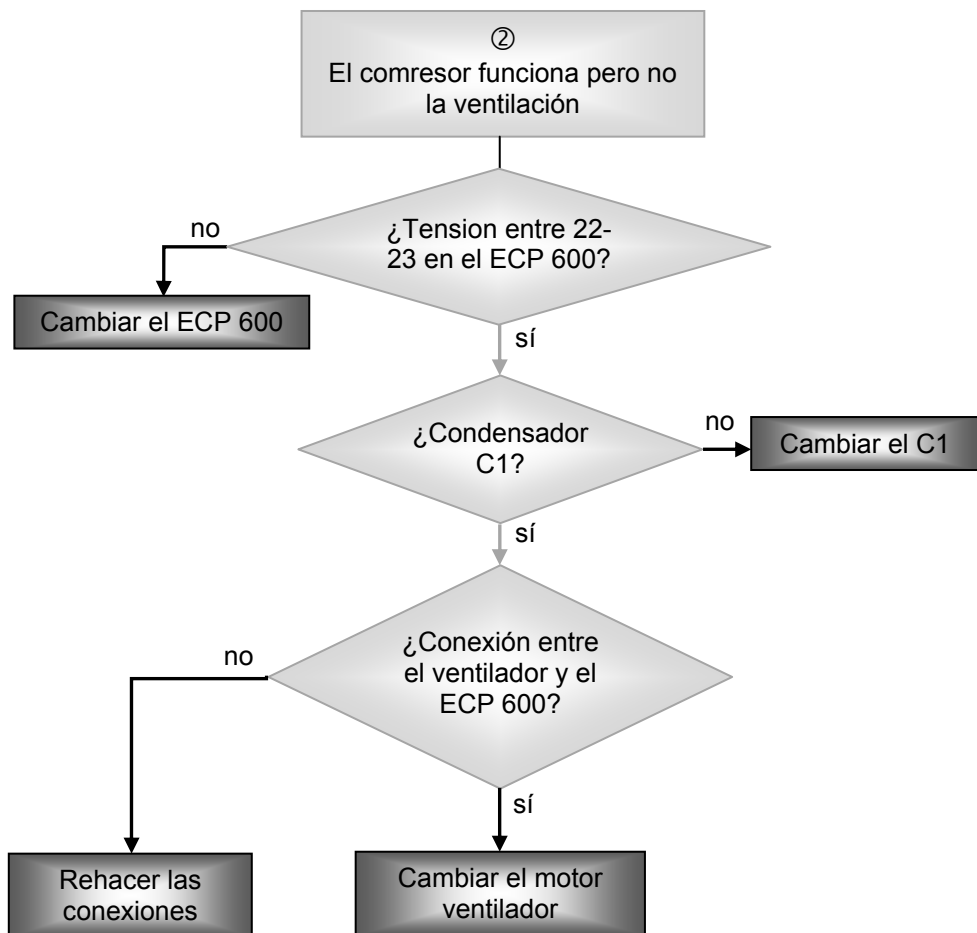 ②
El comresor funciona pero no
la ventilación
¿Tension entre 22-
23 en el ECP 600?
no
Cambiar el ECP 600
sí
¿Condensador
C1?
no
Cambiar el C1
sí
¿Conexión entre
el ventilador y el
ECP 600?
no
sí
Rehacer las
conexiones
Cambiar el motor
ventilador